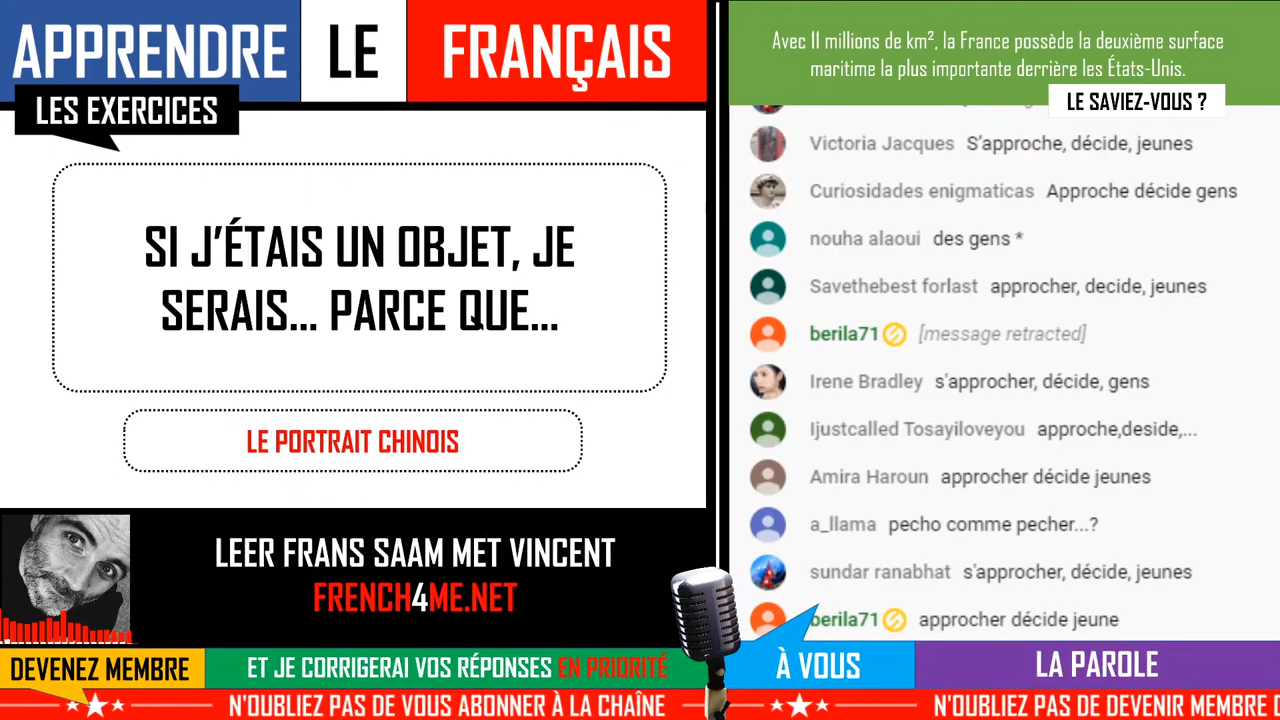 APPRENDRE LE FRANÇAIS
LES EXERCICES
SI J'ÉTAIS UN OBJET, JE
SERAIS... PARCE QUE...
LE PORTRAIT CHINOIS
LEER FRANS SAAM MET VINCENT
FRENCH4ME.NET
DEVENEZ MEMBRE
ET JE CORRIGERAI VOS RÉPONSES EN PRIORITÉ
N'OUBLIEZ PAS DE VOUS ABONNER À LA CHAÎNE
Avec 11 millions de km², la France possède la deuxième surface
maritime la plus importante derrière les États-Unis.
LE SAVIEZ-VOUS ?
Victoria Jacques S'approche, décide, jeunes
Curiosidades enigmaticas Approche décide gens
nouha alaoui des gens *
Savethebest forlast approcher, decide, jeunes
berila71 [message retracted]
Irene Bradley s'approcher, décide, gens
Ijustcalled Tosayiloveyou approche,deside,...
Amira Haroun approcher décide jeunes
a_llama pecho comme pecher...?
sundar ranabhat s'approcher, décide, jeunes
berila71 approcher décide jeune
À VOUS
LA PAROLE
N'OUBLIEZ PAS DE DEVENIR MEMBRE